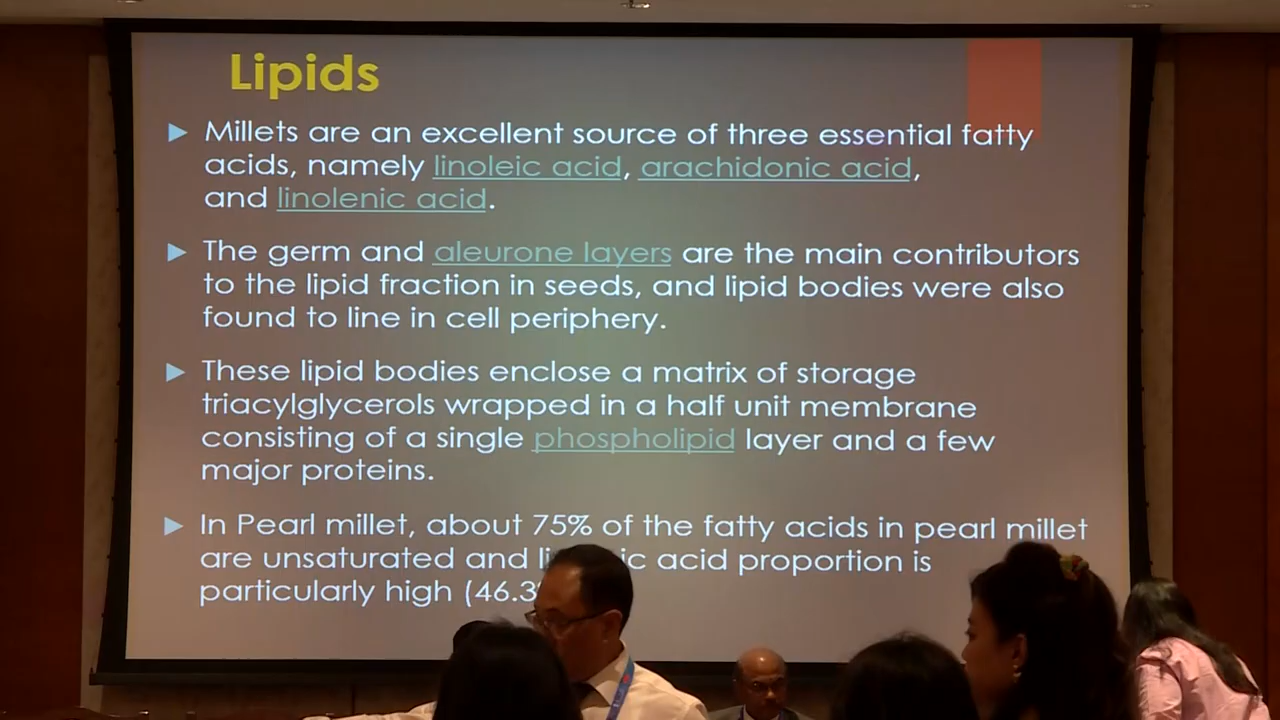 Lipids
Millets are an excellent source of three essential fatty
acids, namely linoleic acid, arachidonic acid,
and linolenic acid.
The germ and aleurone layers are the main contributors
to the lipid fraction in seeds, and lipid bodies were also
found to line in cell periphery.
These lipid bodies enclose a matrix of storage
triacylglycerols wrapped in a half unit membrane
consisting of a single phospholipid layer and a few
major proteins.
In Pearl millet, about 75% of the fatty acids in pearl millet
are unsaturated and acid proportion is
particularly high (46.3